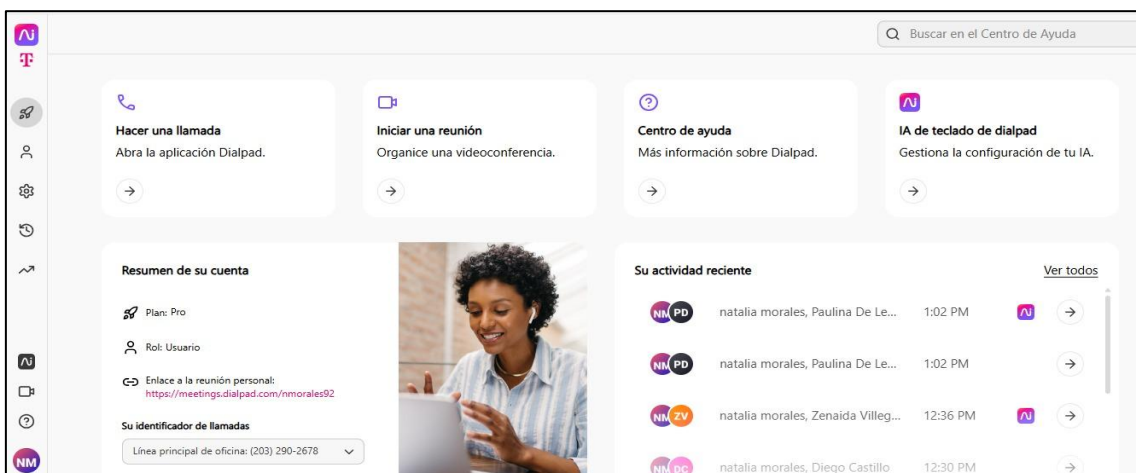 Buscar en el Centro de Ayuda
T
Hacer una llamada
Abra la aplicación Dialpad.
Iniciar una reunión
Organice una videoconferencia.
Centro de ayuda
Más información sobre Dialpad.
IA de teclado de dialpad
Gestiona la configuración de tu IA.
Resumen de su cuenta
Plan: Pro
Rol: Usuario
Enlace a la reunión personal:
https://meetings.dialpad.com/nmorales92
Su identificador de llamadas
Línea principal de oficina: (203) 290-2678
Su actividad reciente
Ver todos
NM PD natalia morales, Paulina De Le... 1:02 PM
NM PD natalia morales, Paulina De Le... 1:02 PM
NM ZV natalia morales, Zenaida Villeg... 12:36 PM
NM DC natalia morales, Diego Castillo 12:30 PM
NM